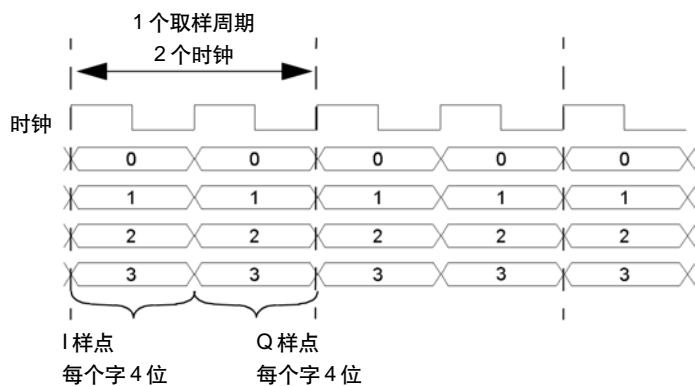 1 个取样周期
2 个时钟
时钟
0 0 0 0 0
1 1 1 1 1
2 2 2 2 2
3 3 3 3 3
I 样点 Q 样点
每个字 4 位 每个字 4 位